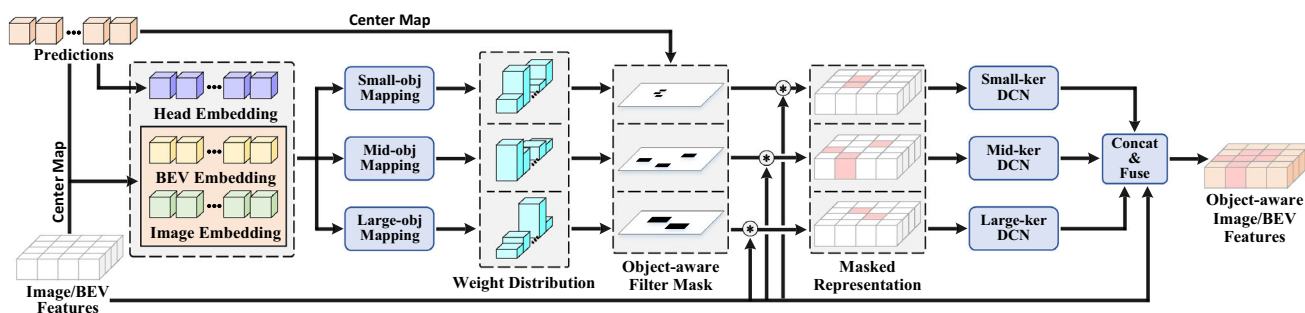 Center Map
Predictions
Center Map
Head Embedding
BEV Embedding
Image Embedding
Image/BEV
Features
Small-obj
Mapping
Mid-obj
Mapping
Large-obj
Mapping
Weight Distribution
Object-aware
Filter Mask
Masked
Representation
Small-ker
DCN
Mid-ker
DCN
Large-ker
DCN
Concat
&
Fuse
Object-aware
Image/BEV
Features